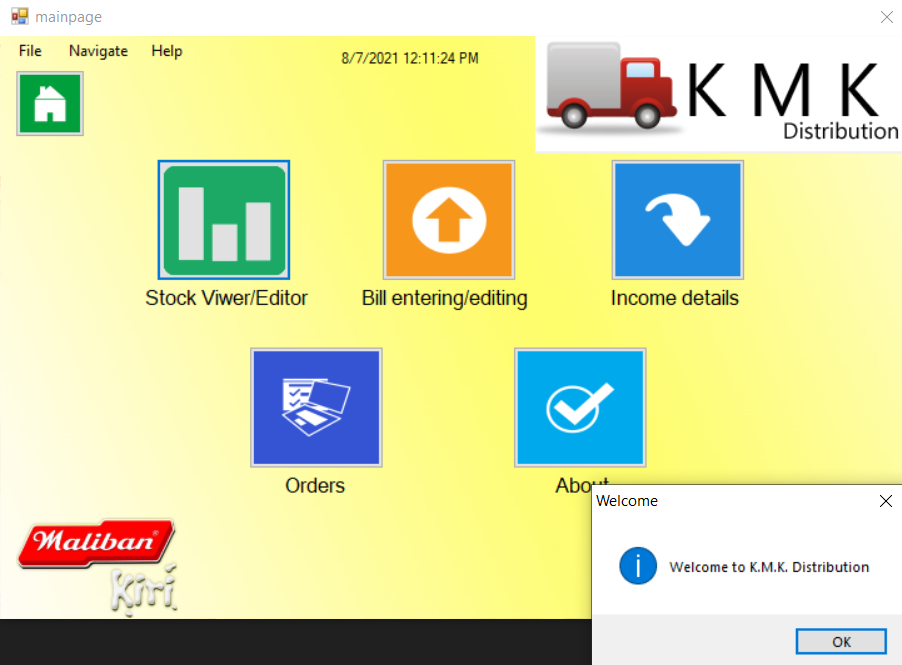 mainpage
File Navigate Help
8/7/2021 12:11:24 PM
K M K
Distribution
Stock Viwer/Editor
Bill entering/editing
Income details
Orders
About
Welcome
Welcome to K.M.K. Distribution
OK
Maliban®
Kiri